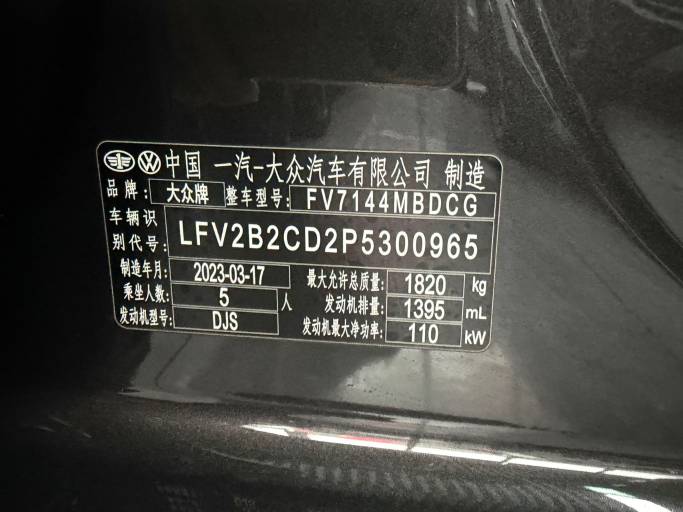 中国 一汽-大众汽车有限公司 制造
品牌: 大众牌 整车型号: FV7144MBDCG
车辆识别代号: LFV2B2CD2P5300965
制造年月: 2023-03-17 最大允许总质量: 1820 kg
乘坐人数: 5 人 发动机排量: 1395 mL
发动机型号: DJS 发动机最大净功率: 110 kW